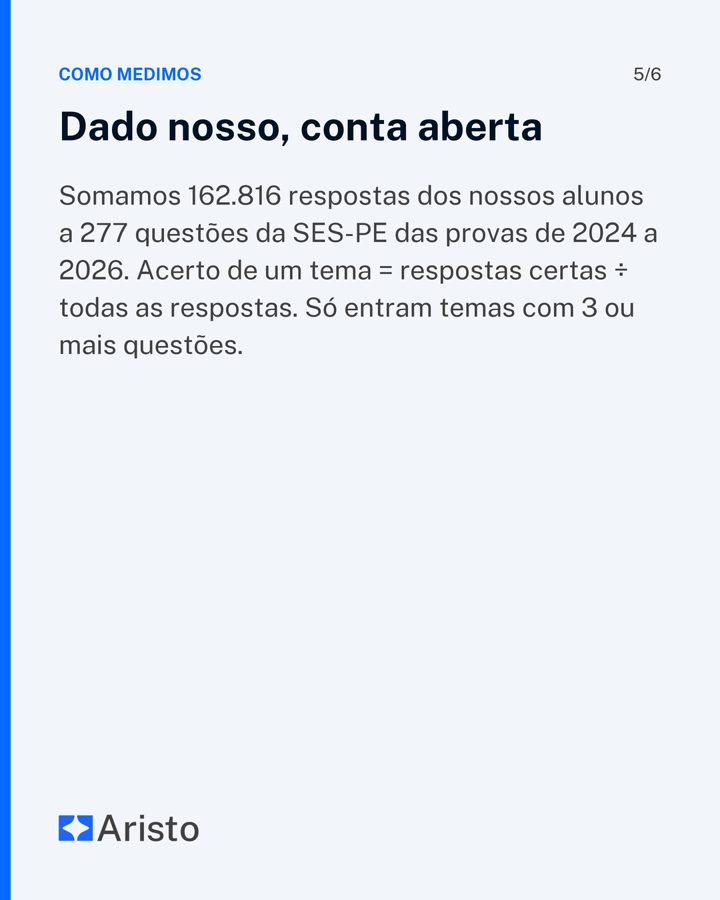 COMO MEDIMOS
5/6
Dado nosso, conta aberta
Somamos 162.816 respostas dos nossos alunos
a 277 questões da SES-PE das provas de 2024 a
2026. Acerto de um tema = respostas certas ÷
todas as respostas. Só entram temas com 3 ou
mais questões.
Aristo